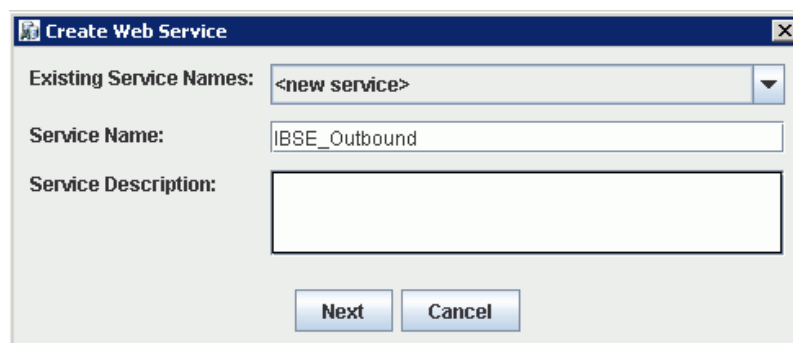 Create Web Service
Existing Service Names: <new service>
Service Name: IBSE_Outbound
Service Description:
Next Cancel